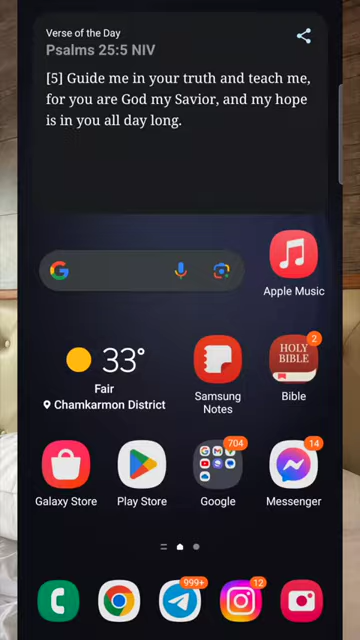 Verse of the Day
Psalms 25:5 NIV
[5] Guide me in your truth and teach me,
for you are God my Savior, and my hope
is in you all day long.
Apple Music
33°
Fair
Chamkarmon District
Samsung
Notes
HOLY
BIBLE
2
Bible
Galaxy Store
Play Store
704
Google
14
Messenger
999+
12